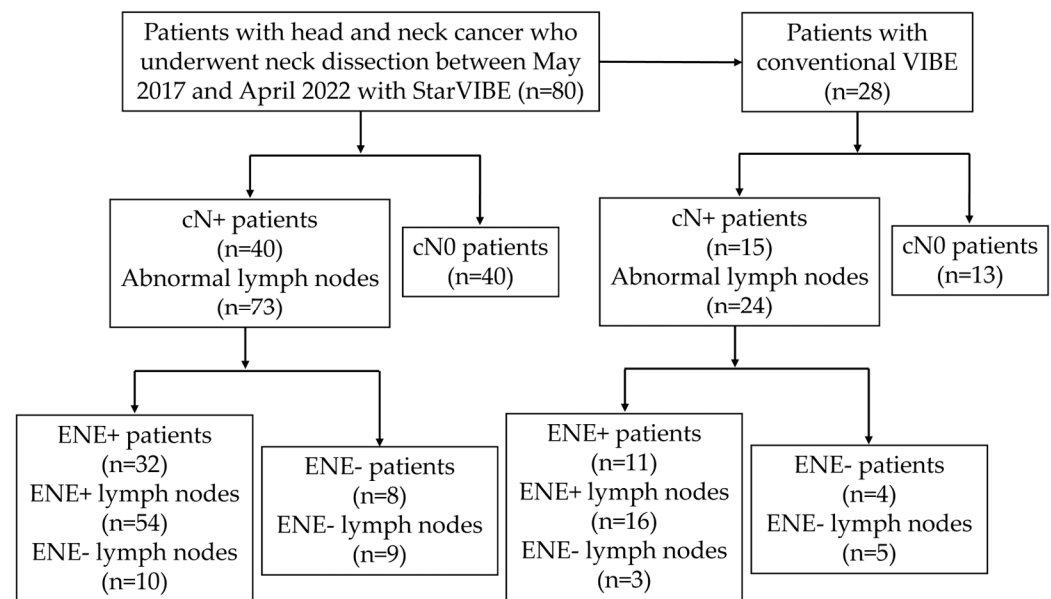 Patients with head and neck cancer who
underwent neck dissection between May
2017 and April 2022 with StarVIBE (n=80)
Patients with
conventional VIBE
(n=28)
cN+ patients
(n=40)
Abnormal lymph nodes
(n=73)
cN0 patients
(n=40)
cN+ patients
(n=15)
Abnormal lymph nodes
(n=24)
cN0 patients
(n=13)
ENE+ patients
(n=32)
ENE+ lymph nodes
(n=54)
ENE- lymph nodes
(n=10)
ENE- patients
(n=8)
ENE- lymph nodes
(n=9)
ENE+ patients
(n=11)
ENE+ lymph nodes
(n=16)
ENE- lymph nodes
(n=3)
ENE- patients
(n=4)
ENE- lymph nodes
(n=5)